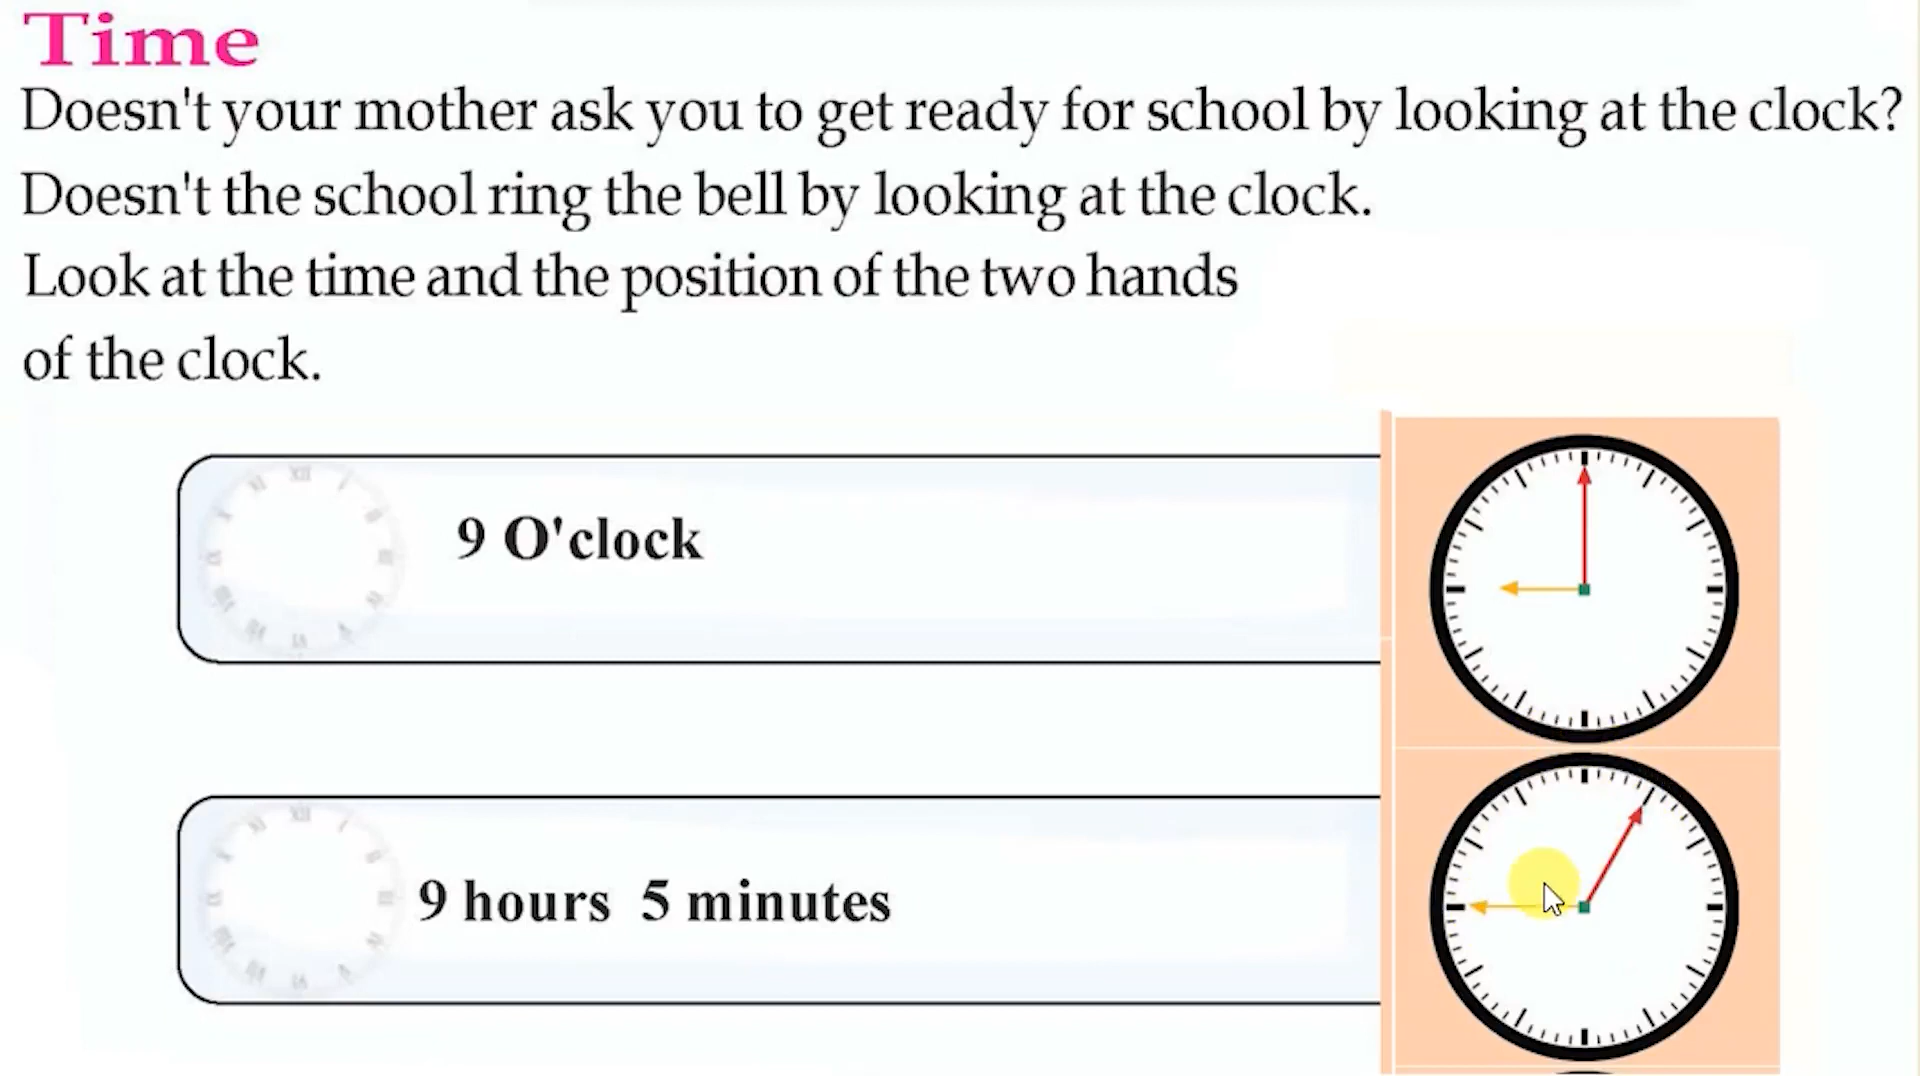 Time
Doesn't your mother ask you to get ready for school by looking at the clock?
Doesn't the school ring the bell by looking at the clock.
Look at the time and the position of the two hands
of the clock.
9 O'clock
9 hours 5 minutes